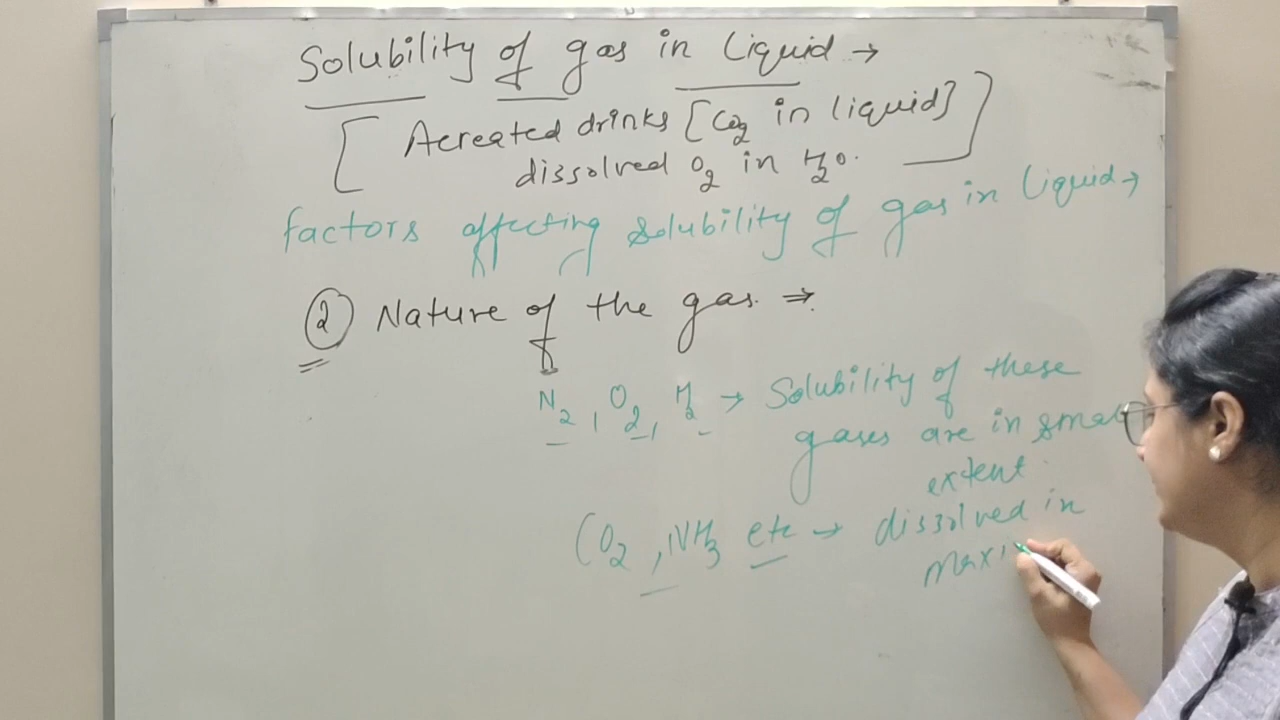 Solubility of gas in Liquid →
[ Acreated drinks [CO2 in liquid]
dissolved O2 in H2O. ]
factors affecting solubility of gas in Liquid →
② Nature of the gas. ⇒
N2, O2, H2 → Solubility of these
gases are in small
extent.
CO2, NH3 etc → dissolved in
maxi